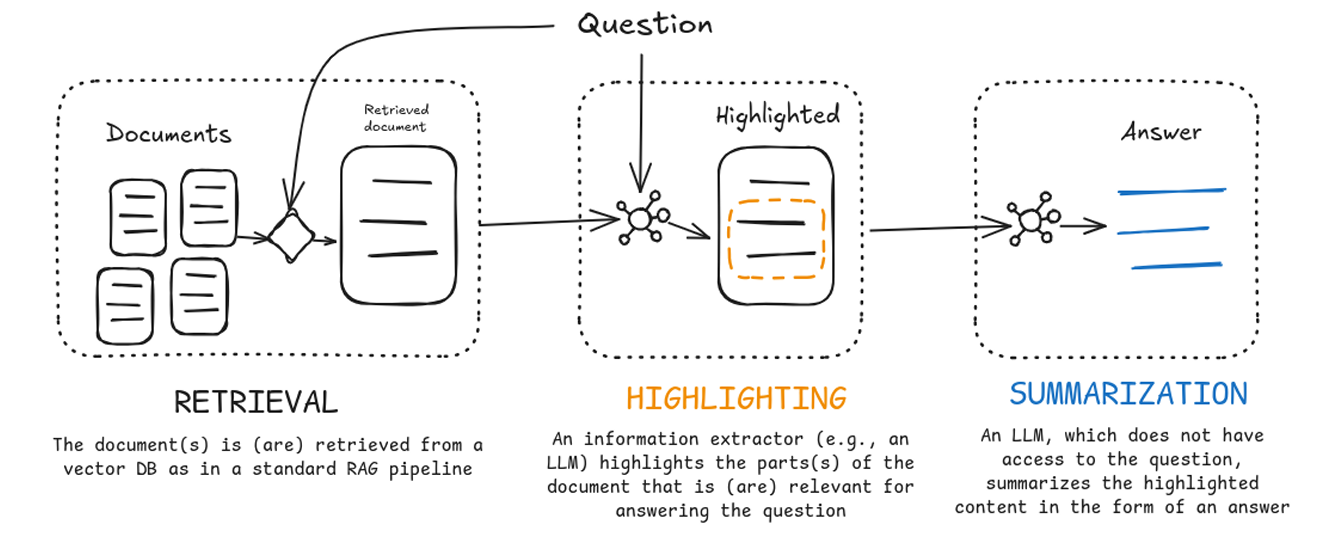 Question
Documents
Retrieved
document
Highlighted
Answer
RETRIEVAL
The document(s) is (are) retrieved from a
vector DB as in a standard RAG pipeline
HIGHLIGHTING
An information extractor (e.g., an
LLM) highlights the parts(s) of the
document that is (are) relevant for
answering the question
SUMMARIZATION
An LLM, which does not have
access to the question,
summarizes the highlighted
content in the form of an answer